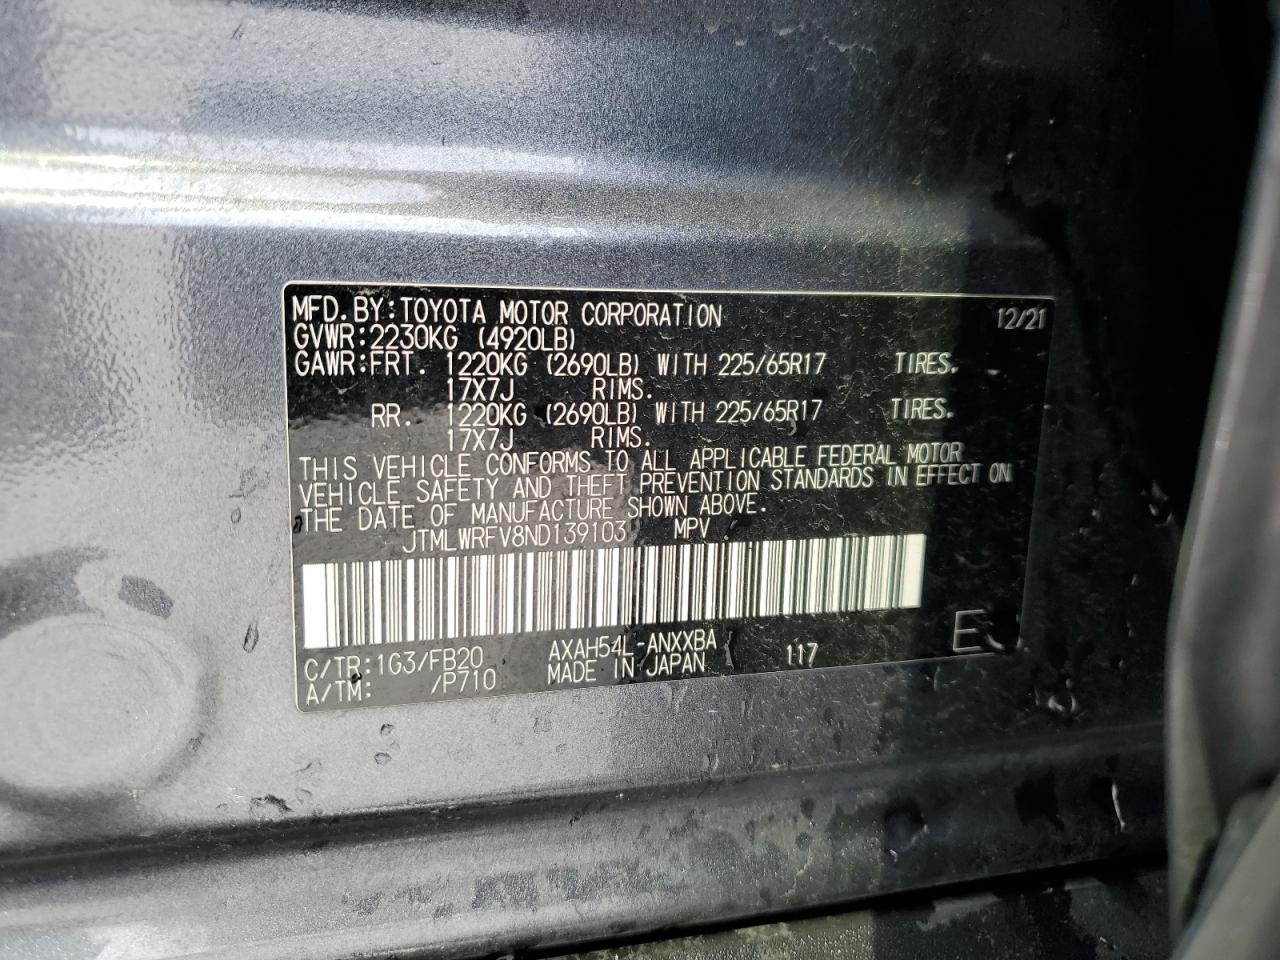 MFD. BY: TOYOTA MOTOR CORPORATION 12/21
GVWR:2230KG (4920LB)
GAWR:FRT. 1220KG (2690LB) WITH 225/65R17 TIRES.
17X7J RIMS.
RR. 1220KG (2690LB) WITH 225/65R17 TIRES.
17X7J RIMS.
THIS VEHICLE CONFORMS TO ALL APPLICABLE FEDERAL MOTOR
VEHICLE SAFETY AND THEFT PREVENTION STANDARDS IN EFFECT ON
THE DATE OF MANUFACTURE SHOWN ABOVE.
JTMLWRFV8ND139103 MPV
C/TR:1G3/FB20 AXAH54L-ANXXBA 117 EJ
A/TM: /P710 MADE IN JAPAN